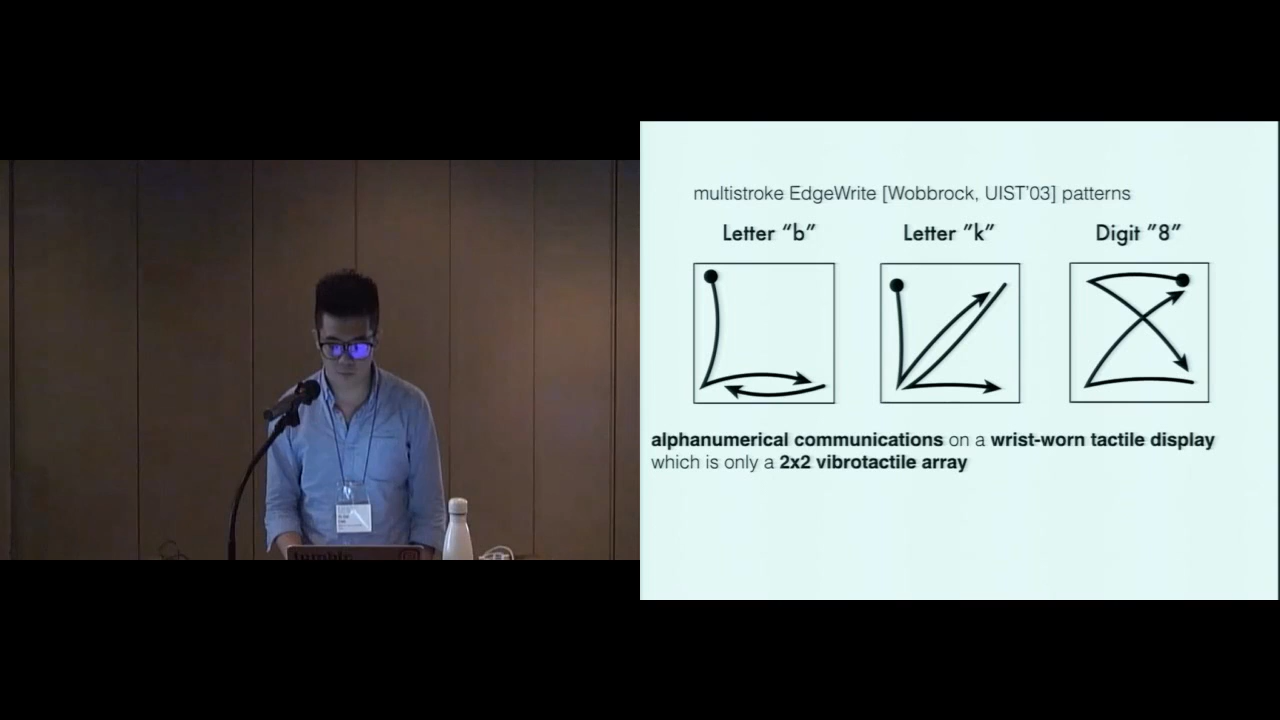 multistroke EdgeWrite [Wobbrock, UIST'03] patterns
Letter "b"
Letter "k"
Digit "8"
alphanumerical communications on a wrist-worn tactile display
which is only a 2x2 vibrotactile array
tumblr